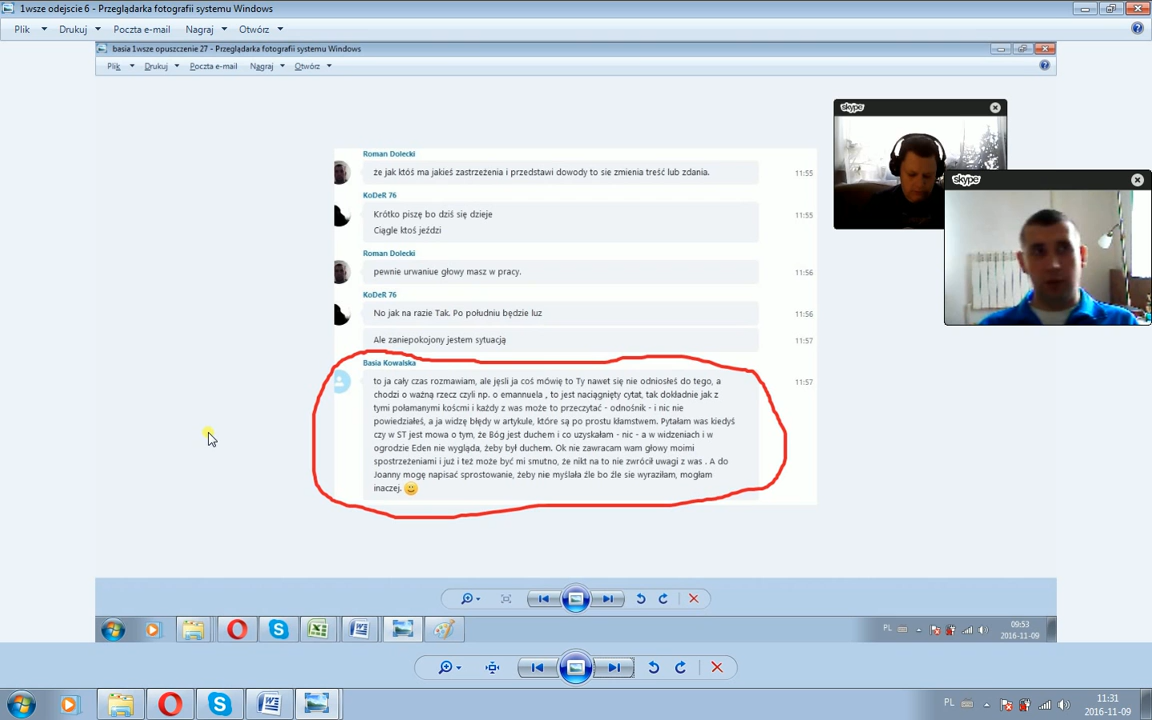 1wsze odejscie 6 - Przeglądarka fotografii systemu Windows
Plik Drukuj Poczta e-mail Nagraj Otwórz
basia 1wsze opuszczenie 27 - Przeglądarka fotografii systemu Windows
Plik Drukuj Poczta e-mail Nagraj Otwórz
skype
skype
Roman Dolecki
że jak któś ma jakieś zastrzeżenia i przedstawi dowody to sie zmienia treść lub zdania. 11:55
KoDeR 76
Krótko piszę bo dziś się dzieje 11:55
Ciągle ktoś jeździ
Roman Dolecki
pewnie urwaniue głowy masz w pracy. 11:56
KoDeR 76
No jak na razie Tak. Po południu będzie luz 11:56
Ale zaniepokojony jestem sytuacją 11:57
Basia Kowalska
to ja cały czas rozmawiam, ale jęsli ja coś mówię to Ty nawet się nie odniosłeś do tego, a 11:57
chodzi o ważną rzecz czyli np. o emannuela , to jest naciągnięty cytat, tak dokładnie jak z
tymi połamanymi kośćmi i każdy z was może to przeczytać - odnośnik - i nic nie
powiedziałeś, a ja widzę błędy w artykule, które są po prostu kłamstwem. Pytałam was kiedyś
czy w ST jest mowa o tym, że Bóg jest duchem i co uzyskałam - nic - a w widzeniach i w
ogrodzie Eden nie wygląda, żeby był duchem. Ok nie zawracam wam głowy moimi
spostrzeżeniami i już i też może być mi smutno, że nikt na to nie zwrócił uwagi z was . A do
Joanny mogę napisać sprostowanie, żeby nie myślała źle bo źle sie wyraziłam, mogłam
inaczej.
PL 09:53
2016-11-09
PL 11:31
2016-11-09